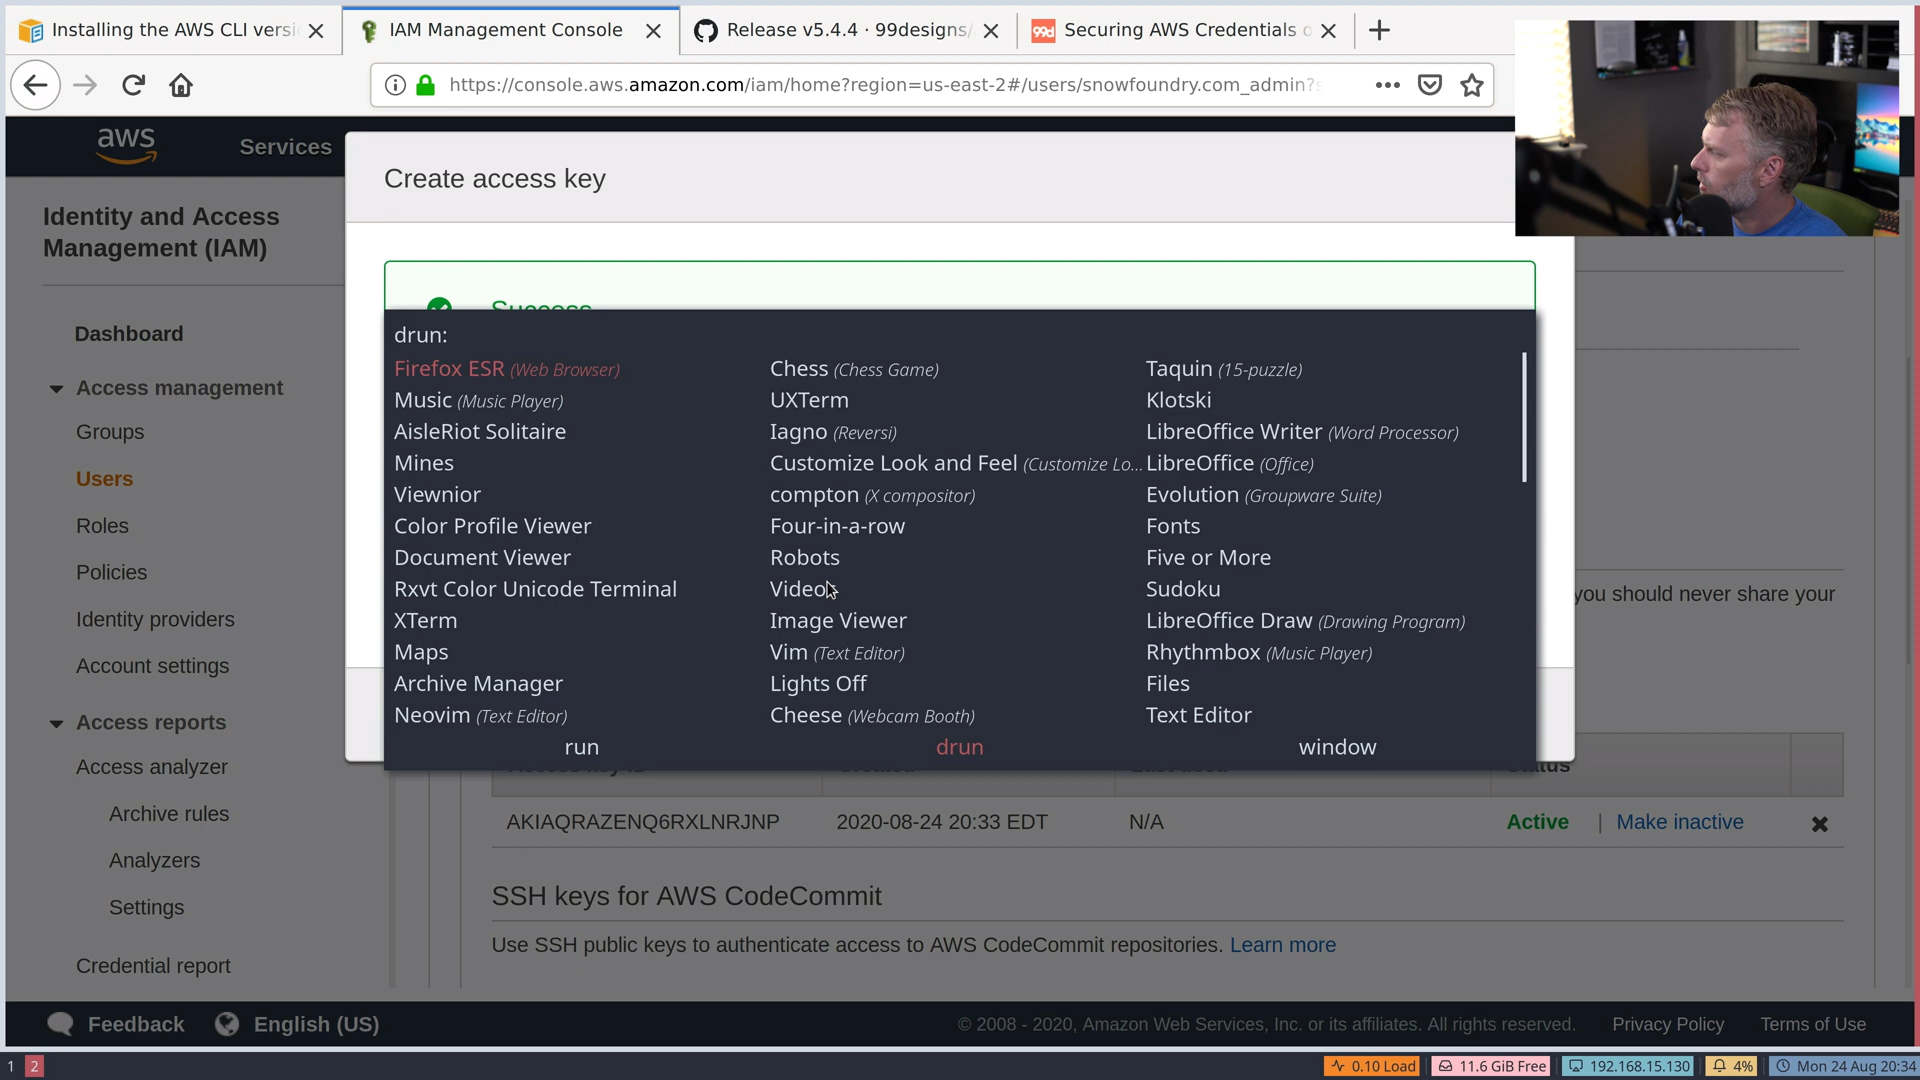 Installing the AWS CLI versi
IAM Management Console
Release v5.4.4 · 99designs/
99d
Securing AWS Credentials o
https://console.aws.amazon.com/iam/home?region=us-east-2#/users/snowfoundry.com_admin?s
aws
Services
Create access key
Identity and Access
Management (IAM)
Success
Dashboard
Access management
Groups
Users
Roles
Policies
Identity providers
Account settings
Access reports
Access analyzer
Archive rules
Analyzers
Settings
Credential report
drun:
Firefox ESR (Web Browser)
Music (Music Player)
AisleRiot Solitaire
Mines
Viewnior
Color Profile Viewer
Document Viewer
Rxvt Color Unicode Terminal
XTerm
Maps
Archive Manager
Neovim (Text Editor)
Chess (Chess Game)
UXTerm
Iagno (Reversi)
Customize Look and Feel (Customize Lo...
compton (X compositor)
Four-in-a-row
Robots
Videos
Image Viewer
Vim (Text Editor)
Lights Off
Cheese (Webcam Booth)
Taquin (15-puzzle)
Klotski
LibreOffice Writer (Word Processor)
LibreOffice (Office)
Evolution (Groupware Suite)
Fonts
Five or More
Sudoku
LibreOffice Draw (Drawing Program)
Rhythmbox (Music Player)
Files
Text Editor
run drun window
you should never share your
Access key ID Created Last used Status
AKIAQRAZENQ6RXLNRJNP 2020-08-24 20:33 EDT N/A Active | Make inactive
SSH keys for AWS CodeCommit
Use SSH public keys to authenticate access to AWS CodeCommit repositories. Learn more
Feedback English (US) © 2008 - 2020, Amazon Web Services, Inc. or its affiliates. All rights reserved. Privacy Policy Terms of Use
1 2 0.10 Load 11.6 GiB Free 192.168.15.130 4% Mon 24 Aug 20:34